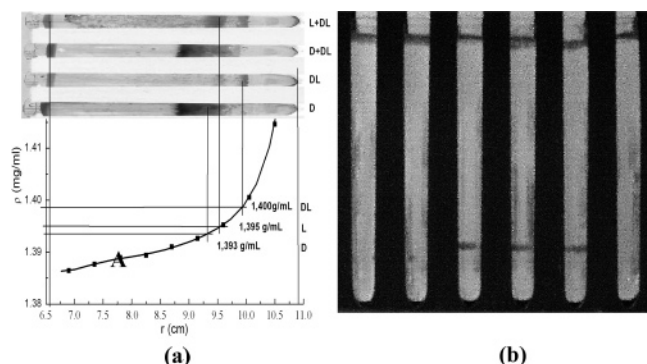 L+DL
D+DL
DL
D
ρ (mg/ml)
1.41
1.40
1.39
1.38
1,400g/mL DL
1,395 g/mL L
1,393 g/mL D
A
6.5 7.0 7.5 8.0 8.5 9.0 9.5 10.0 10.5 11.0
r (cm)
(a)
(b)